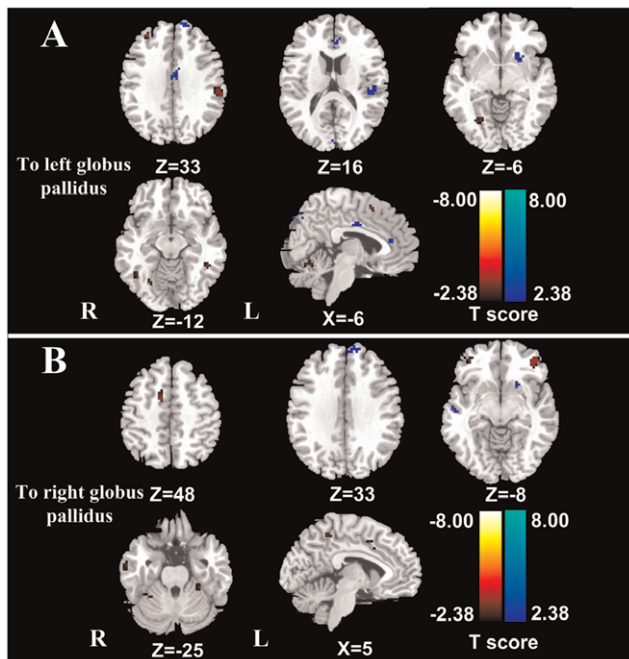 A
Z=33
Z=16
Z=-6
To left globus
pallidus
-8.00
8.00
-2.38
2.38
R
Z=-12
L
X=-6
T score
B
Z=48
Z=33
Z=-8
To right globus
pallidus
-8.00
8.00
-2.38
2.38
R
Z=-25
L
X=5
T score